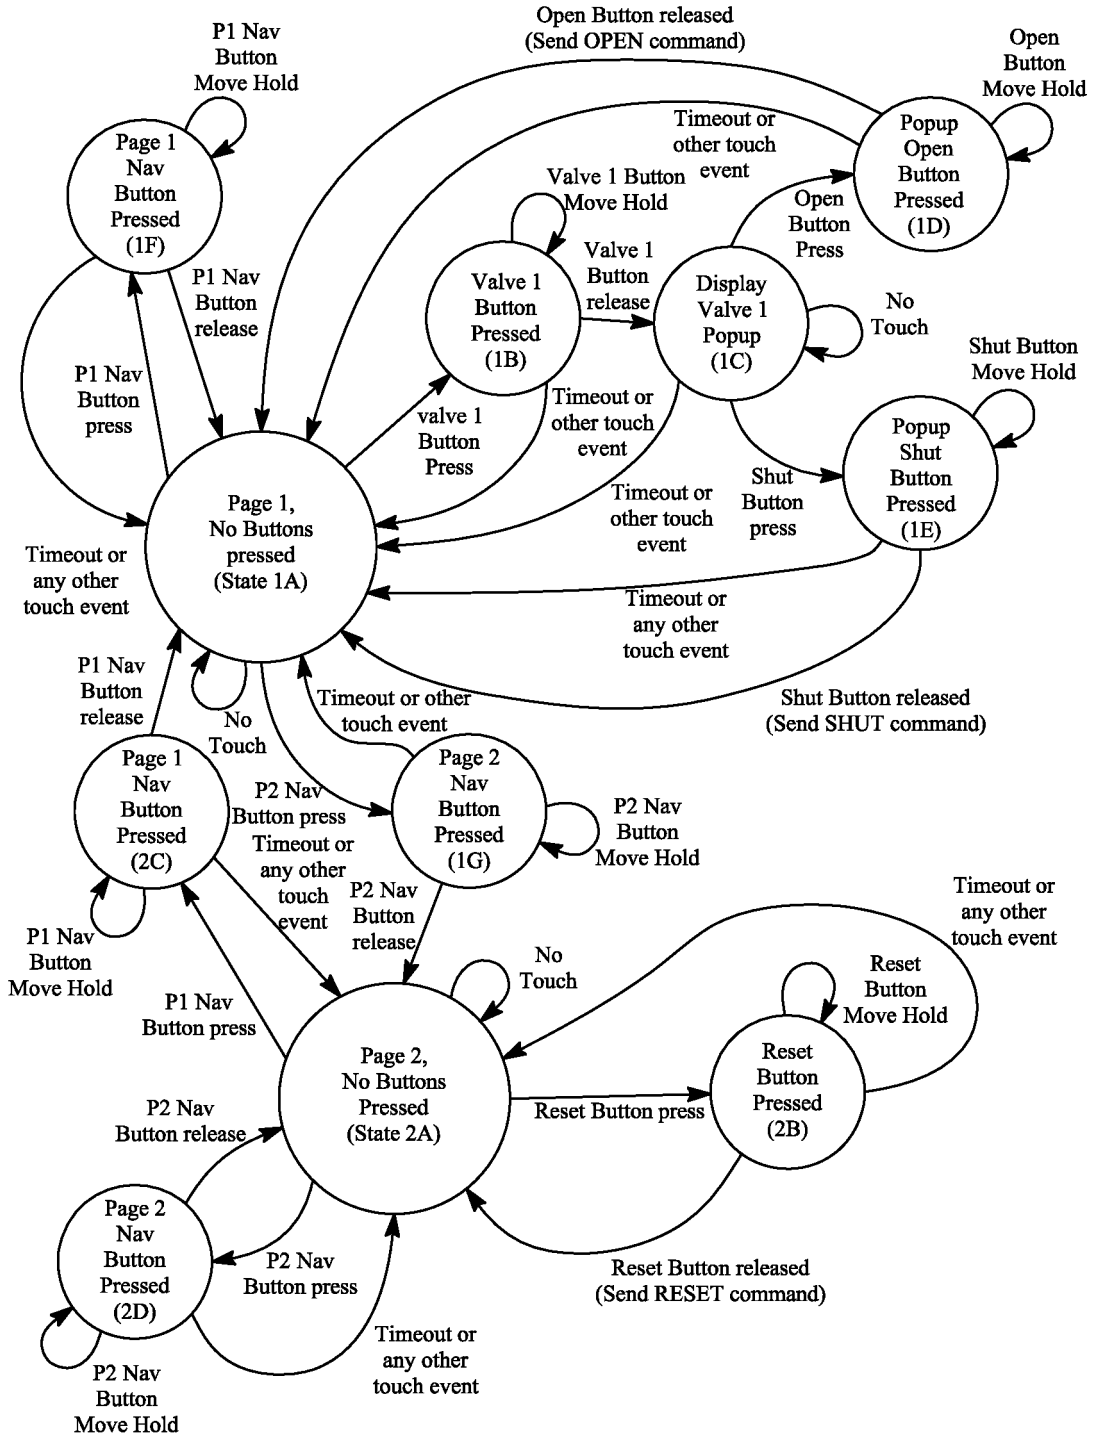 Open Button released
(Send OPEN command)
P1 Nav
Button
Move Hold
Open
Button
Move Hold
Page 1
Nav
Button
Pressed
(1F)
Timeout or
other touch
event
Popup
Open
Button
Pressed
(1D)
Valve 1 Button
Move Hold
Open
Button
Press
P1 Nav
Button
release
Valve 1
Button
Pressed
(1B)
Valve 1
Button
release
Display
Valve 1
Popup
(1C)
No
Touch
Shut Button
Move Hold
P1 Nav
Button
press
valve 1
Button
Press
Timeout or
other touch
event
Popup
Shut
Button
Pressed
(1E)
Page 1,
No Buttons
pressed
(State 1A)
Timeout or
other touch
event
Shut
Button
press
Timeout or
any other
touch event
Timeout or
any other
touch event
P1 Nav
Button
release
No
Touch
Timeout or other
touch event
Shut Button released
(Send SHUT command)
Page 1
Nav
Button
Pressed
(2C)
P2 Nav
Button press
Page 2
Nav
Button
Pressed
(1G)
P2 Nav
Button
Move Hold
Timeout or
any other
touch
event
P2 Nav
Button
release
Timeout or
any other
touch event
P1 Nav
Button
Move Hold
No
Touch
Reset
Button
Move Hold
P1 Nav
Button press
Page 2,
No Buttons
Pressed
(State 2A)
Reset
Button
Pressed
(2B)
Reset Button press
P2 Nav
Button release
Page 2
Nav
Button
Pressed
(2D)
P2 Nav
Button press
Reset Button released
(Send RESET command)
Timeout or
any other
touch event
P2 Nav
Button
Move Hold